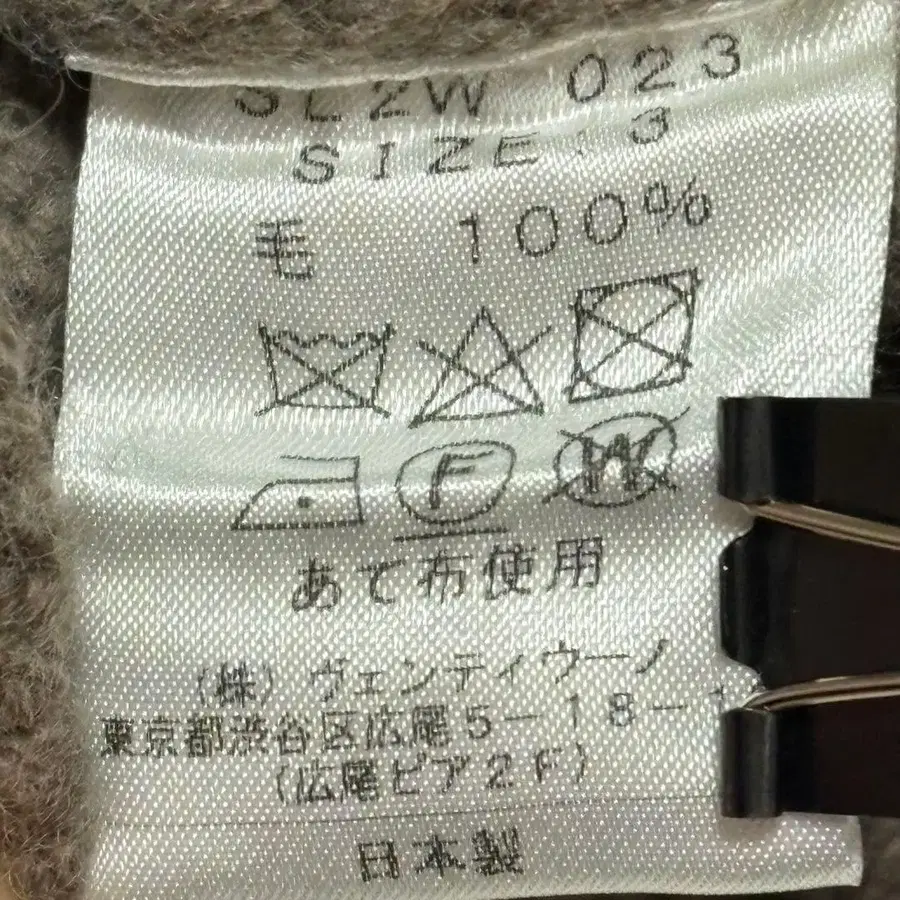 SLZW 023
SIZE: 3
毛 100%
F W
あて布使用
(株) ヴェンティウーノ
東京都渋谷区広尾5-18-1
(広尾ピア2F)
日本製